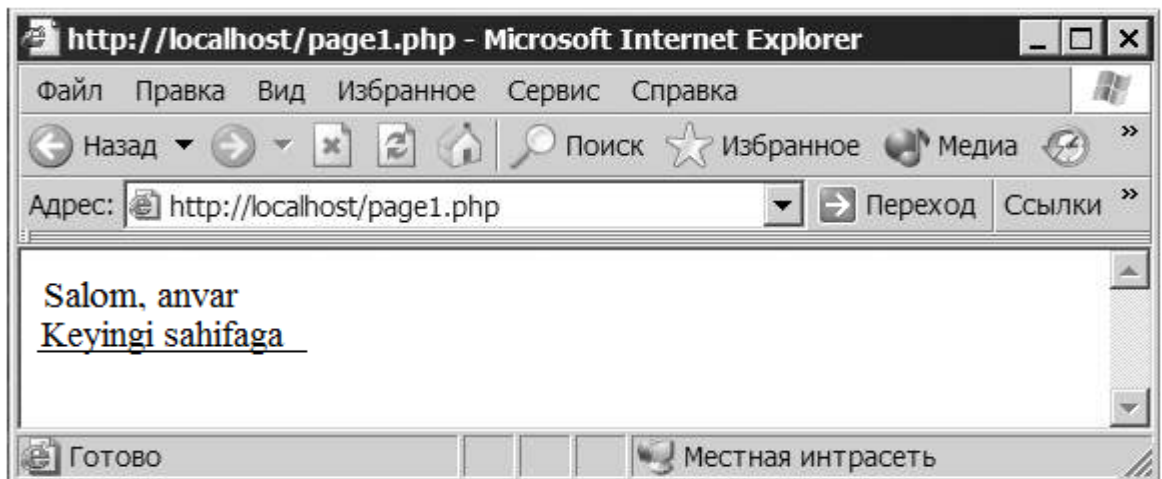 http://localhost/page1.php - Microsoft Internet Explorer
Файл Правка Вид Избранное Сервис Справка
Назад Поиск Избранное Медиа »
Адрес: http://localhost/page1.php Переход Ссылки »
Salom, anvar
Keyingi sahifaga
Готово Местная интрасеть